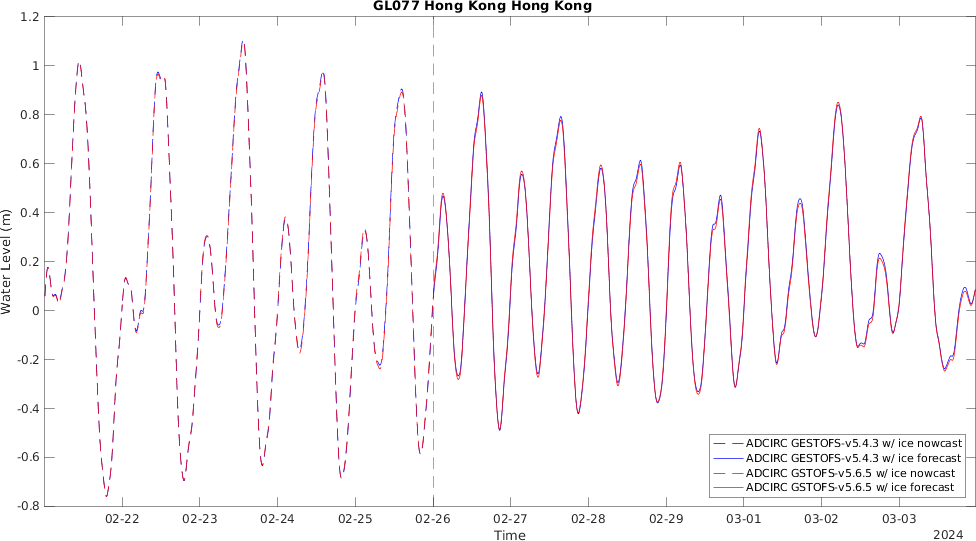 GL077 Hong Kong Hong Kong
1.2
1
0.8
0.6
0.4
0.2
0
-0.2
-0.4
-0.6
-0.8
Water Level (m)
ADCIRC GESTOFS-v5.4.3 w/ ice nowcast
ADCIRC GESTOFS-v5.4.3 w/ ice forecast
ADCIRC GSTOFS-v5.6.5 w/ ice nowcast
ADCIRC GSTOFS-v5.6.5 w/ ice forecast
02-22 02-23 02-24 02-25 02-26 02-27 02-28 02-29 03-01 03-02 03-03
Time
2024